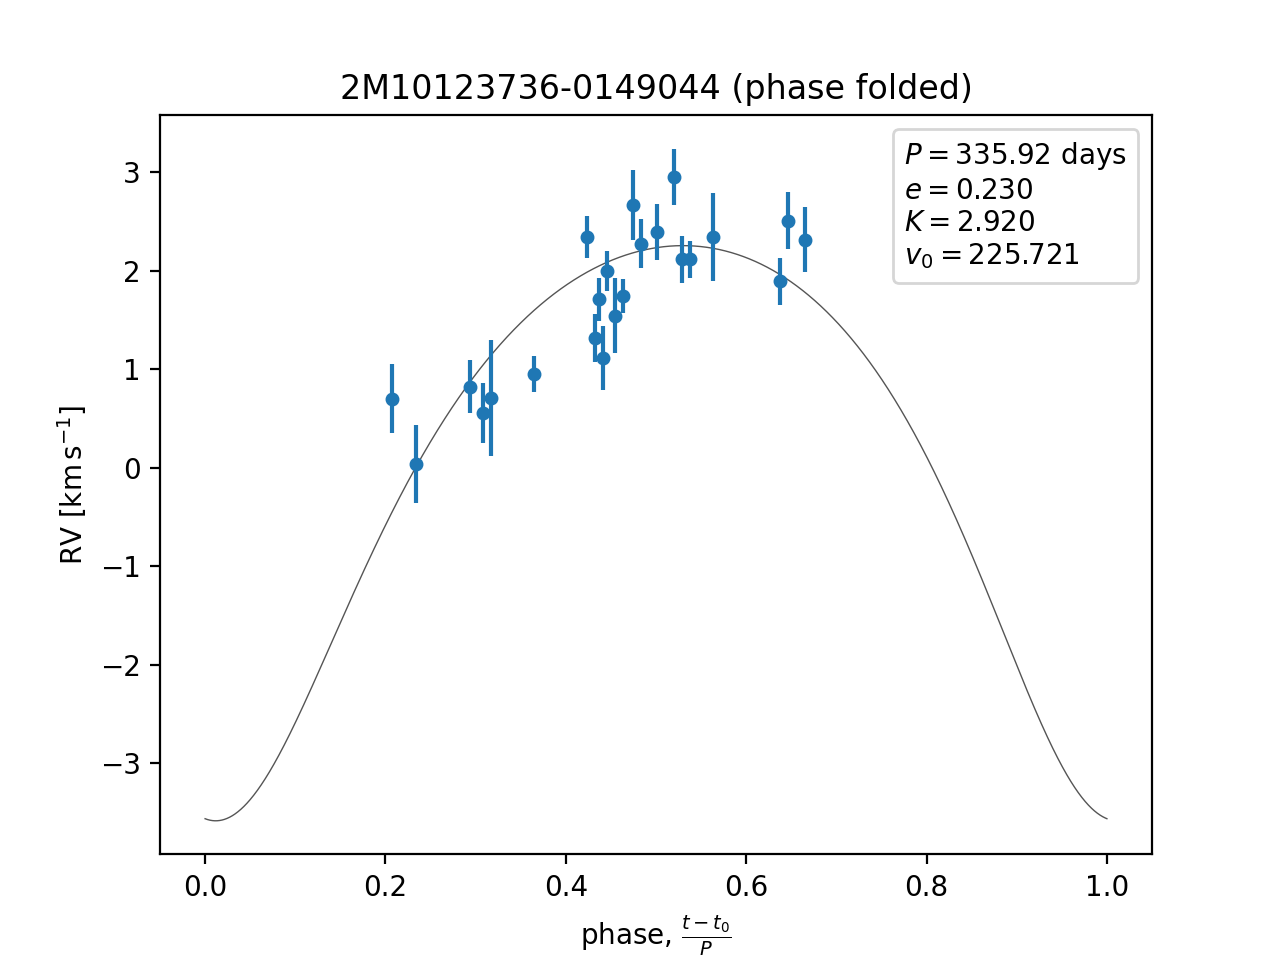 2M10123736-0149044 (phase folded)
P = 335.92 days
e = 0.230
K = 2.920
v₀ = 225.721
3
2
1
0
−1
−2
−3
RV [km s⁻¹]
0.0 0.2 0.4 0.6 0.8 1.0
phase, (t − t₀)/P